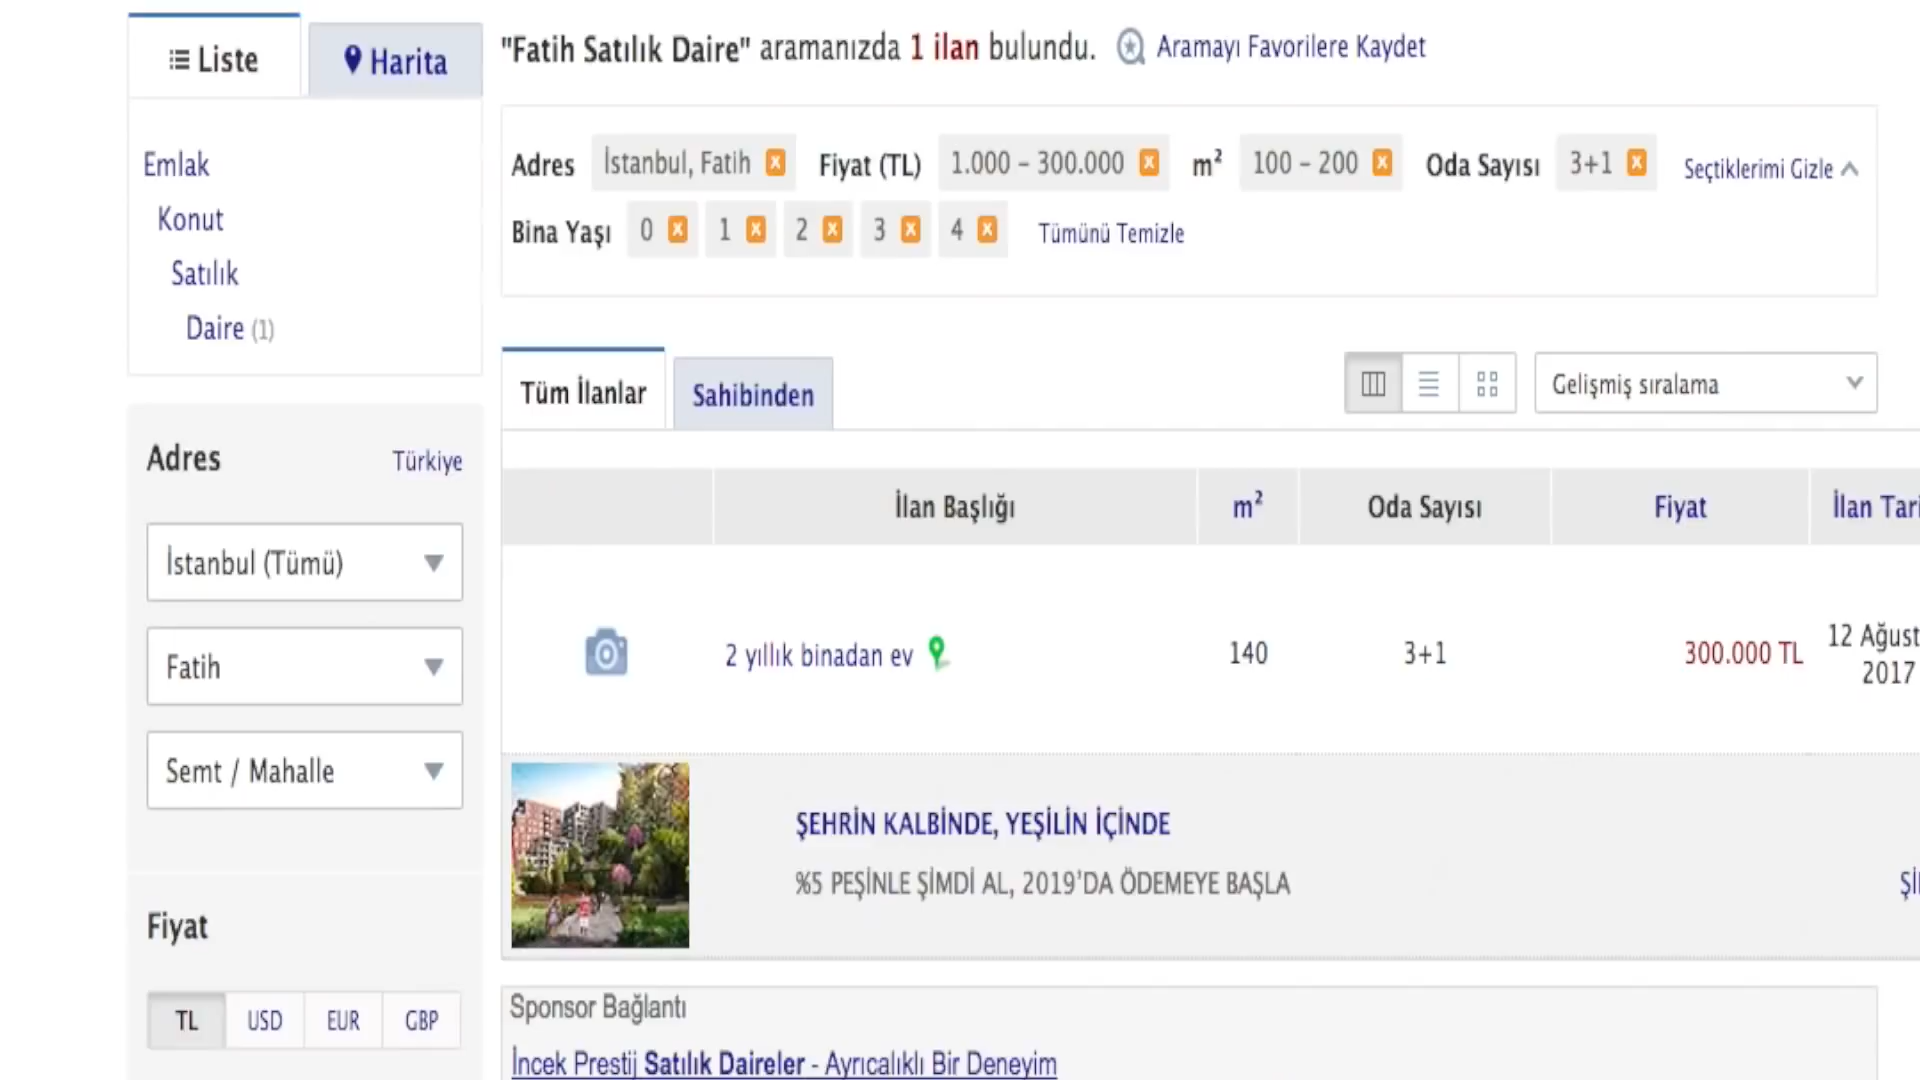 Liste
Harita
"Fatih Satılık Daire" aramanızda 1 ilan bulundu.
Aramayı Favorilere Kaydet
Emlak
Konut
Satılık
Daire (1)
Adres İstanbul, Fatih x Fiyat (TL) 1.000 - 300.000 x m² 100 - 200 x Oda Sayısı 3+1 x Seçtiklerimi Gizle
Bina Yaşı 0 x 1 x 2 x 3 x 4 x Tümünü Temizle
Adres Türkiye
İstanbul (Tümü)
Fatih
Semt / Mahalle
Fiyat
TL USD EUR GBP
Tüm İlanlar Sahibinden Gelişmiş sıralama
İlan Başlığı m² Oda Sayısı Fiyat İlan Tari
2 yıllık binadan ev 140 3+1 300.000 TL 12 Ağust
2017
ŞEHRİN KALBİNDE, YEŞİLİN İÇİNDE
%5 PEŞİNLE ŞİMDİ AL, 2019'DA ÖDEMEYE BAŞLA
Sponsor Bağlantı
İncek Prestij Satılık Daireler - Ayrıcalıklı Bir Deneyim